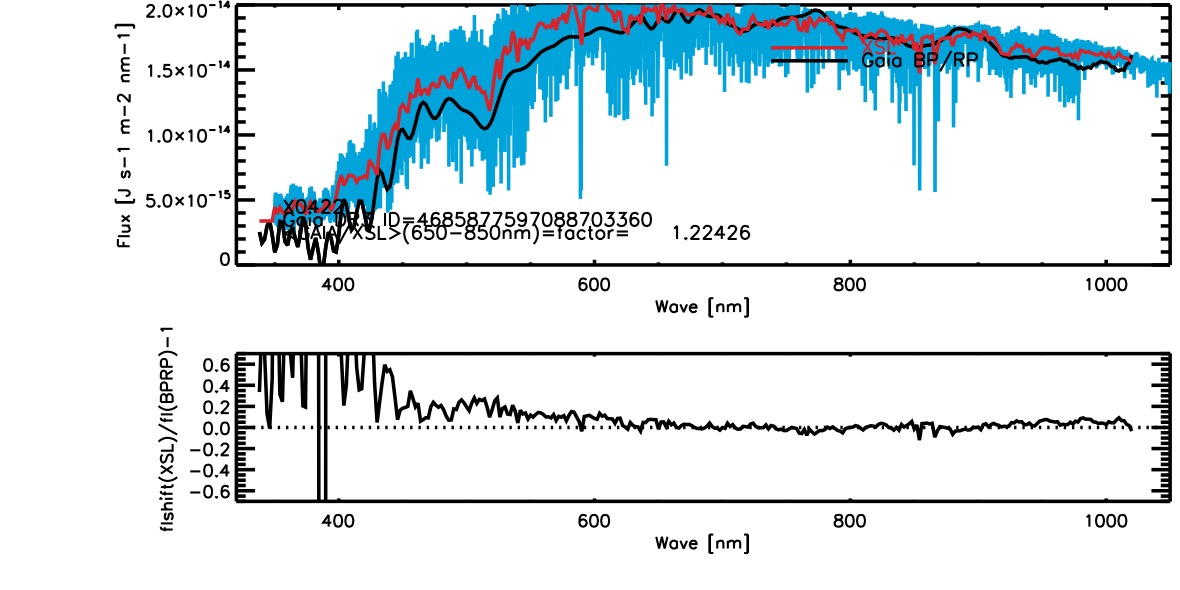 2.0×10−14
1.5×10−14
1.0×10−14
5.0×10−15
0
Flux [J s−1 m−2 nm−1]
XSL
Gaia BP/RP
X0422
Gaia DR3 ID=4685877597088703360
<GAIA/XSL>(650−850nm)=factor= 1.22426
400 600 800 1000
Wave [nm]
0.6
0.4
0.2
0.0
−0.2
−0.4
−0.6
flshift(XSL)/fl(BPRP)−1
400 600 800 1000
Wave [nm]